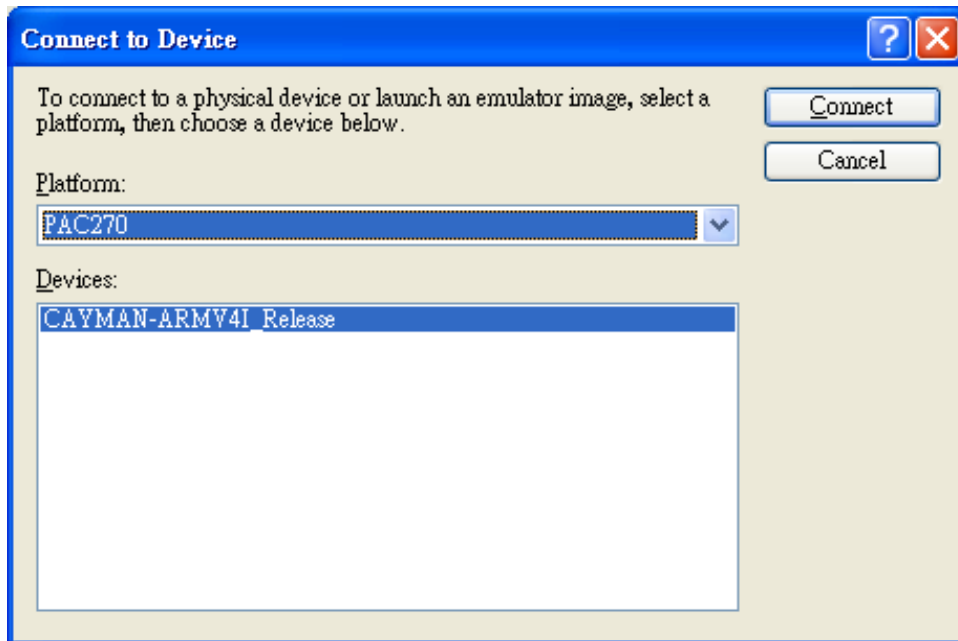 Connect to Device
To connect to a physical device or launch an emulator image, select a
platform, then choose a device below.
Connect
Cancel
Platform:
PAC270
Devices:
CAYMAN-ARMV4I_Release